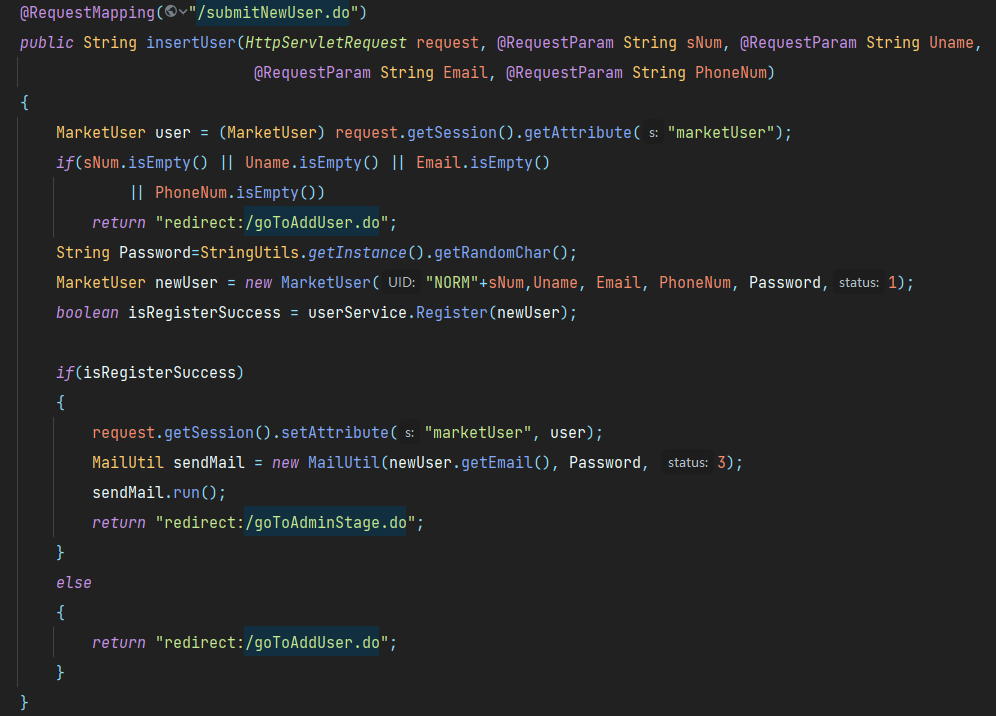 @RequestMapping("/submitNewUser.do")
public String insertUser(HttpServletRequest request, @RequestParam String sNum, @RequestParam String Uname,
@RequestParam String Email, @RequestParam String PhoneNum)
{
MarketUser user = (MarketUser) request.getSession().getAttribute( s: "marketUser");
if(sNum.isEmpty() || Uname.isEmpty() || Email.isEmpty()
|| PhoneNum.isEmpty())
return "redirect:/goToAddUser.do";
String Password=StringUtils.getInstance().getRandomChar();
MarketUser newUser = new MarketUser( UID: "NORM"+sNum,Uname, Email, PhoneNum, Password, status: 1);
boolean isRegisterSuccess = userService.Register(newUser);
if(isRegisterSuccess)
{
request.getSession().setAttribute( s: "marketUser", user);
MailUtil sendMail = new MailUtil(newUser.getEmail(), Password, status: 3);
sendMail.run();
return "redirect:/goToAdminStage.do";
}
else
{
return "redirect:/goToAddUser.do";
}
}